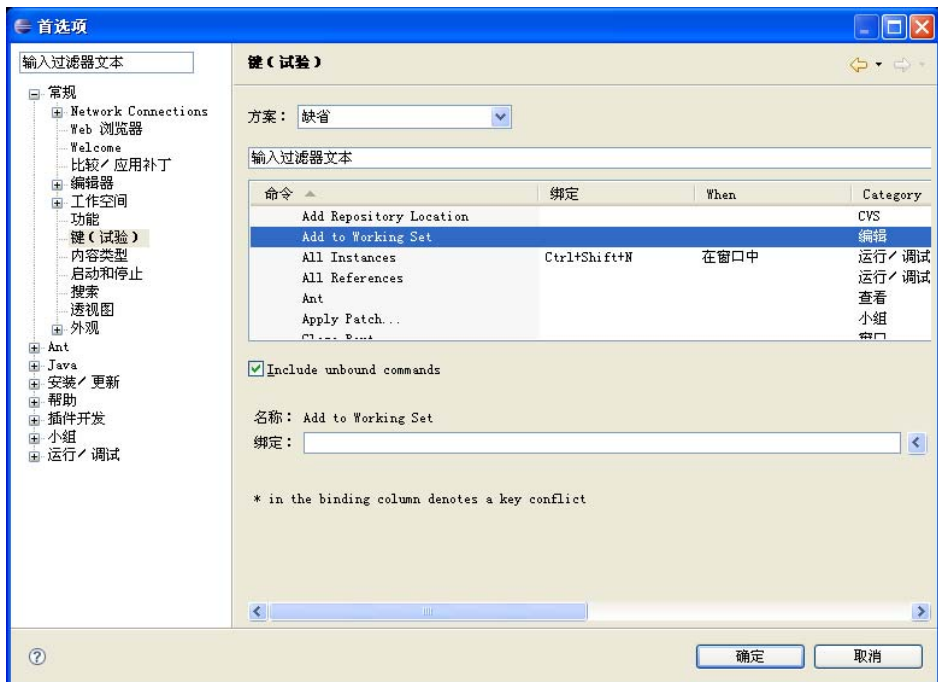 首选项
输入过滤器文本
常规
Network Connections
Web 浏览器
Welcome
比较/ 应用补丁
编辑器
工作空间
功能
键(试验)
内容类型
启动和停止
搜索
透视图
外观
Ant
Java
安装/ 更新
帮助
插件开发
小组
运行/ 调试
键(试验)
方案: 缺省
输入过滤器文本
命令 绑定 When Category
Add Repository Location CVS
Add to Working Set 编辑
All Instances Ctrl+Shift+N 在窗口中 运行/ 调试
All References 运行/ 调试
Ant 查看
Apply Patch... 小组
Include unbound commands
名称: Add to Working Set
绑定:
* in the binding column denotes a key conflict
确定 取消